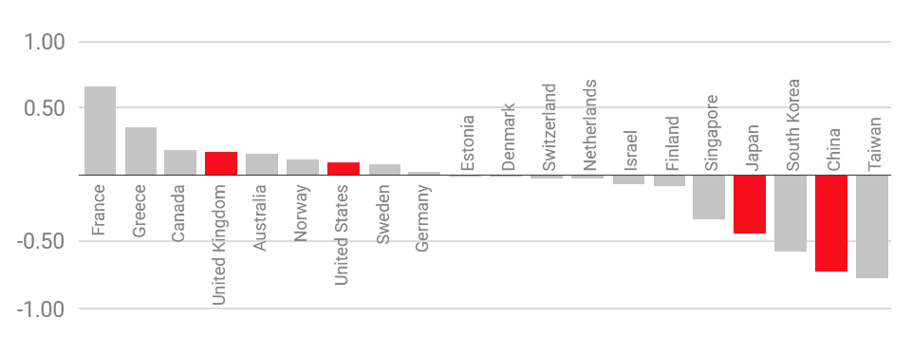 1.00
0.50
-0.50
-1.00
France
Greece
Canada
United Kingdom
Australia
Norway
United States
Sweden
Germany
Estonia
Denmark
Switzerland
Netherlands
Israel
Finland
Singapore
Japan
South Korea
China
Taiwan